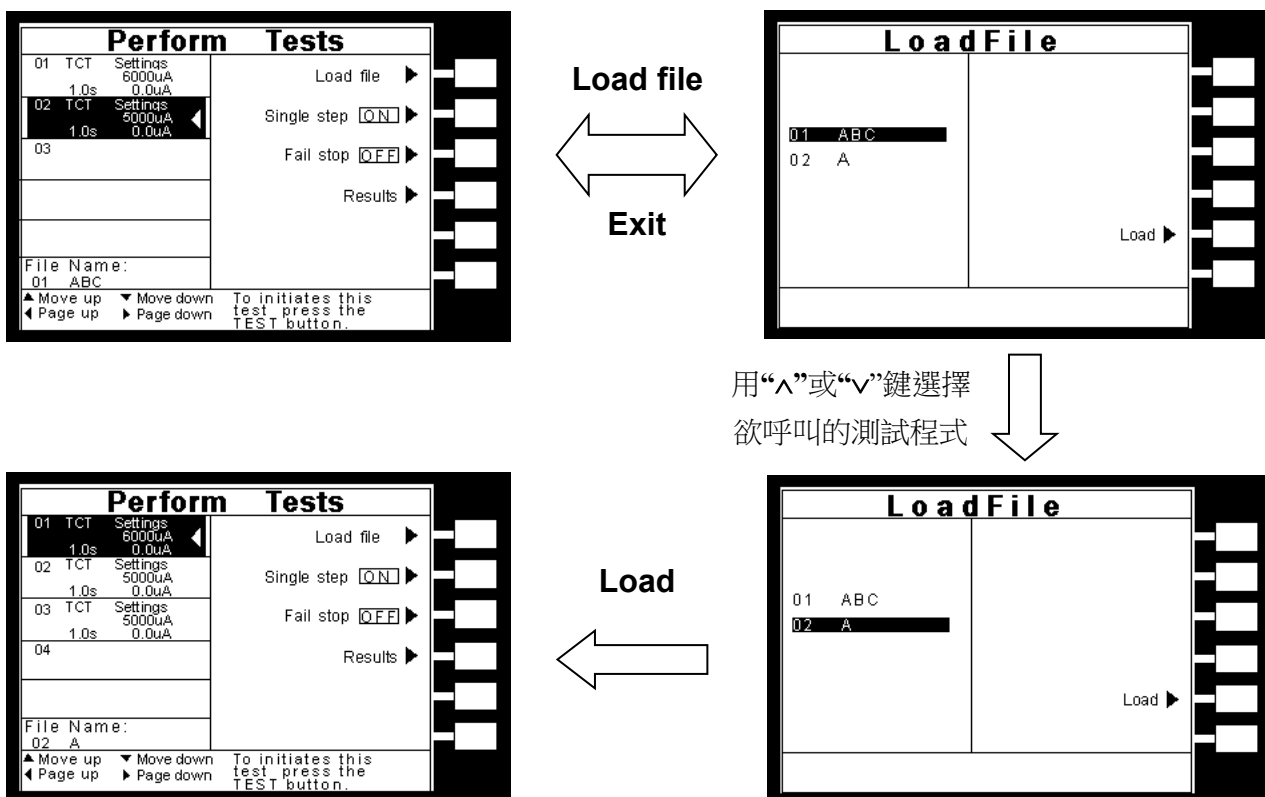 Perform Tests
01 TCT Settings
6000uA
1.0s 0.0uA
02 TCT Settings
5000uA
1.0s 0.0uA
03
File Name:
01 ABC
Load file
Single step ON
Fail stop OFF
Results
Move up Move down
Page up Page down
To initiates this
test press the
TEST button.
Load file
Exit
LoadFile
01 ABC
02 A
Load
用“∧”或“∨”鍵選擇
欲呼叫的測試程式
Perform Tests
01 TCT Settings
6000uA
1.0s 0.0uA
02 TCT Settings
5000uA
1.0s 0.0uA
03 TCT Settings
5000uA
1.0s 0.0uA
04
File Name:
02 A
Load file
Single step ON
Fail stop OFF
Results
Move up Move down
Page up Page down
To initiates this
test press the
TEST button.
Load
LoadFile
01 ABC
02 A
Load